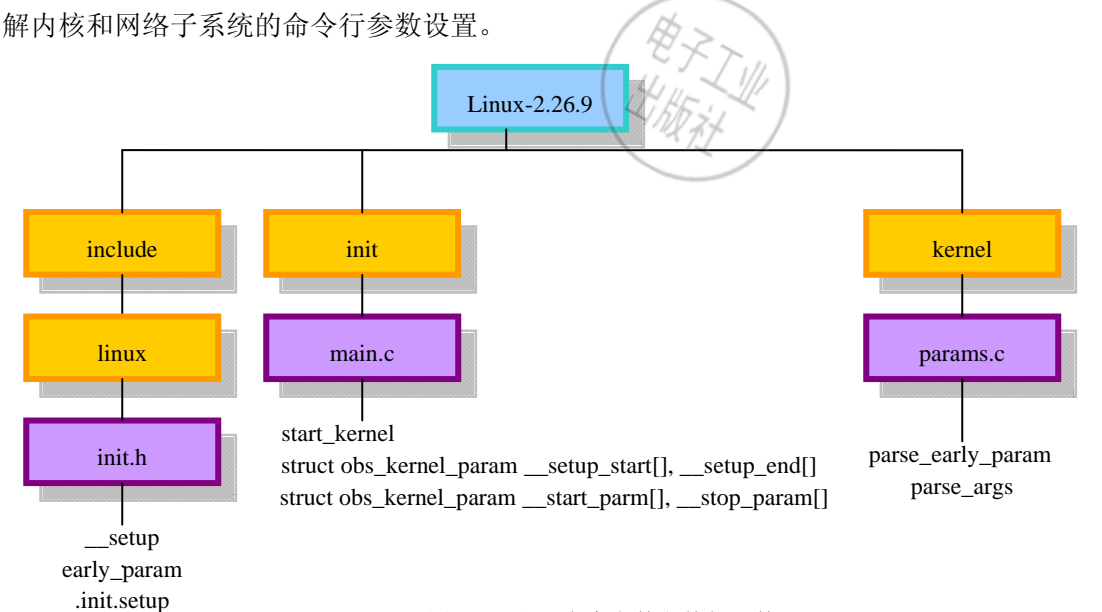 解内核和网络子系统的命令行参数设置。
电子工业
出版社
Linux-2.26.9
include
init
kernel
linux
main.c
params.c
init.h
start_kernel
struct obs_kernel_param __setup_start[], __setup_end[]
struct obs_kernel_param __start_parm[], __stop_param[]
parse_early_param
parse_args
__setup
early_param
.init.setup